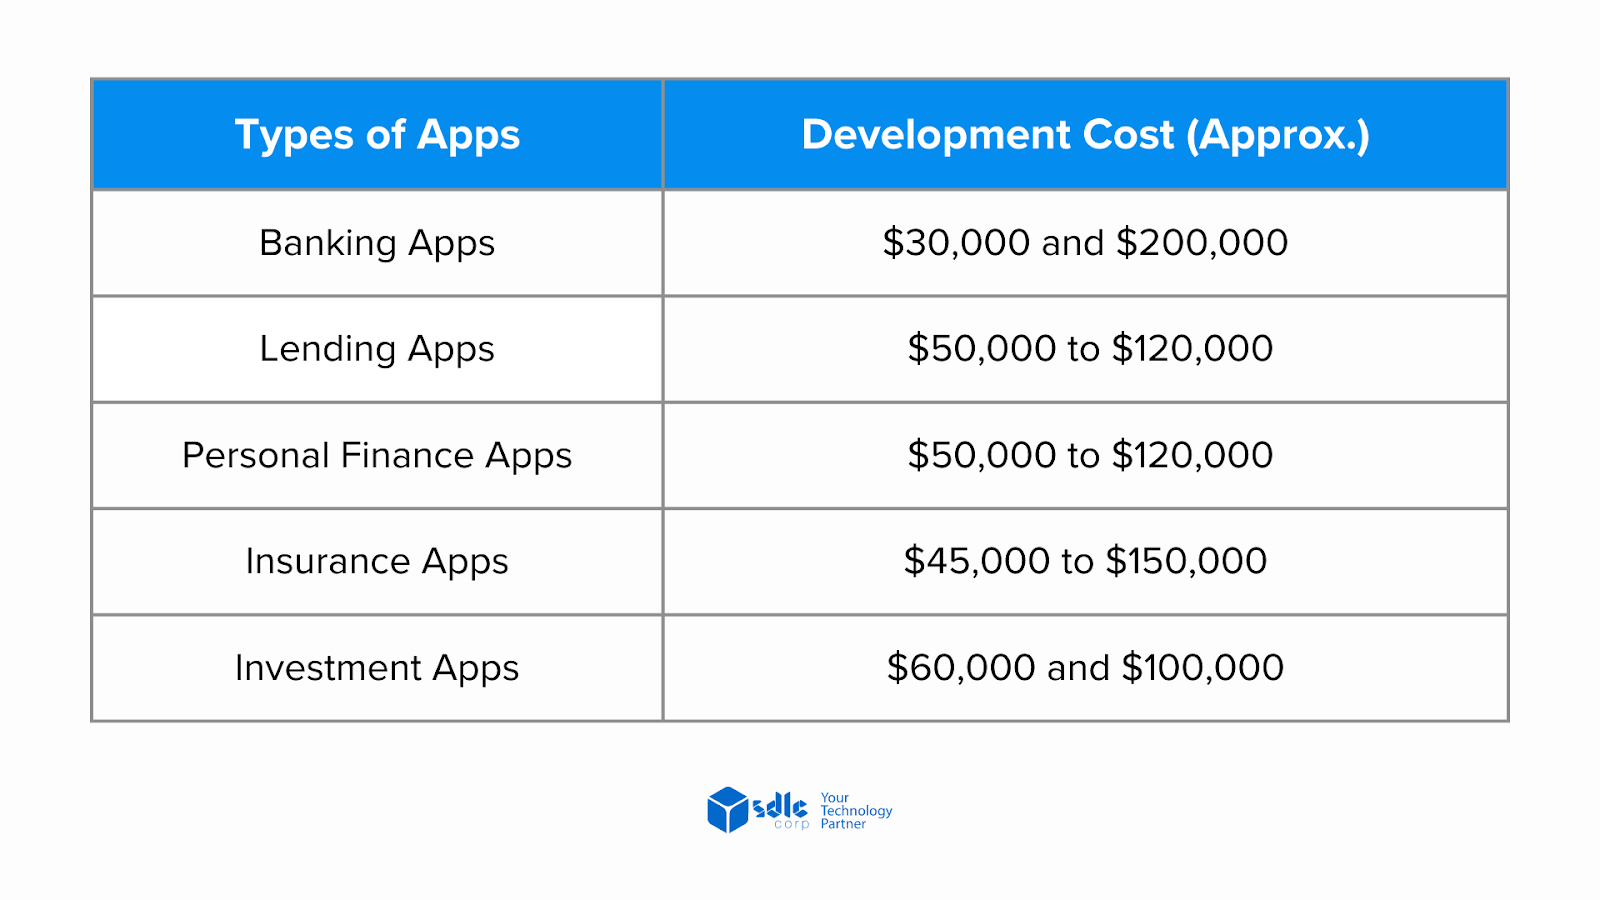 Types of Apps
Development Cost (Approx.)
Banking Apps
$30,000 and $200,000
Lending Apps
$50,000 to $120,000
Personal Finance Apps
$50,000 to $120,000
Insurance Apps
$45,000 to $150,000
Investment Apps
$60,000 and $100,000
sdlc
corp
Your
Technology
Partner